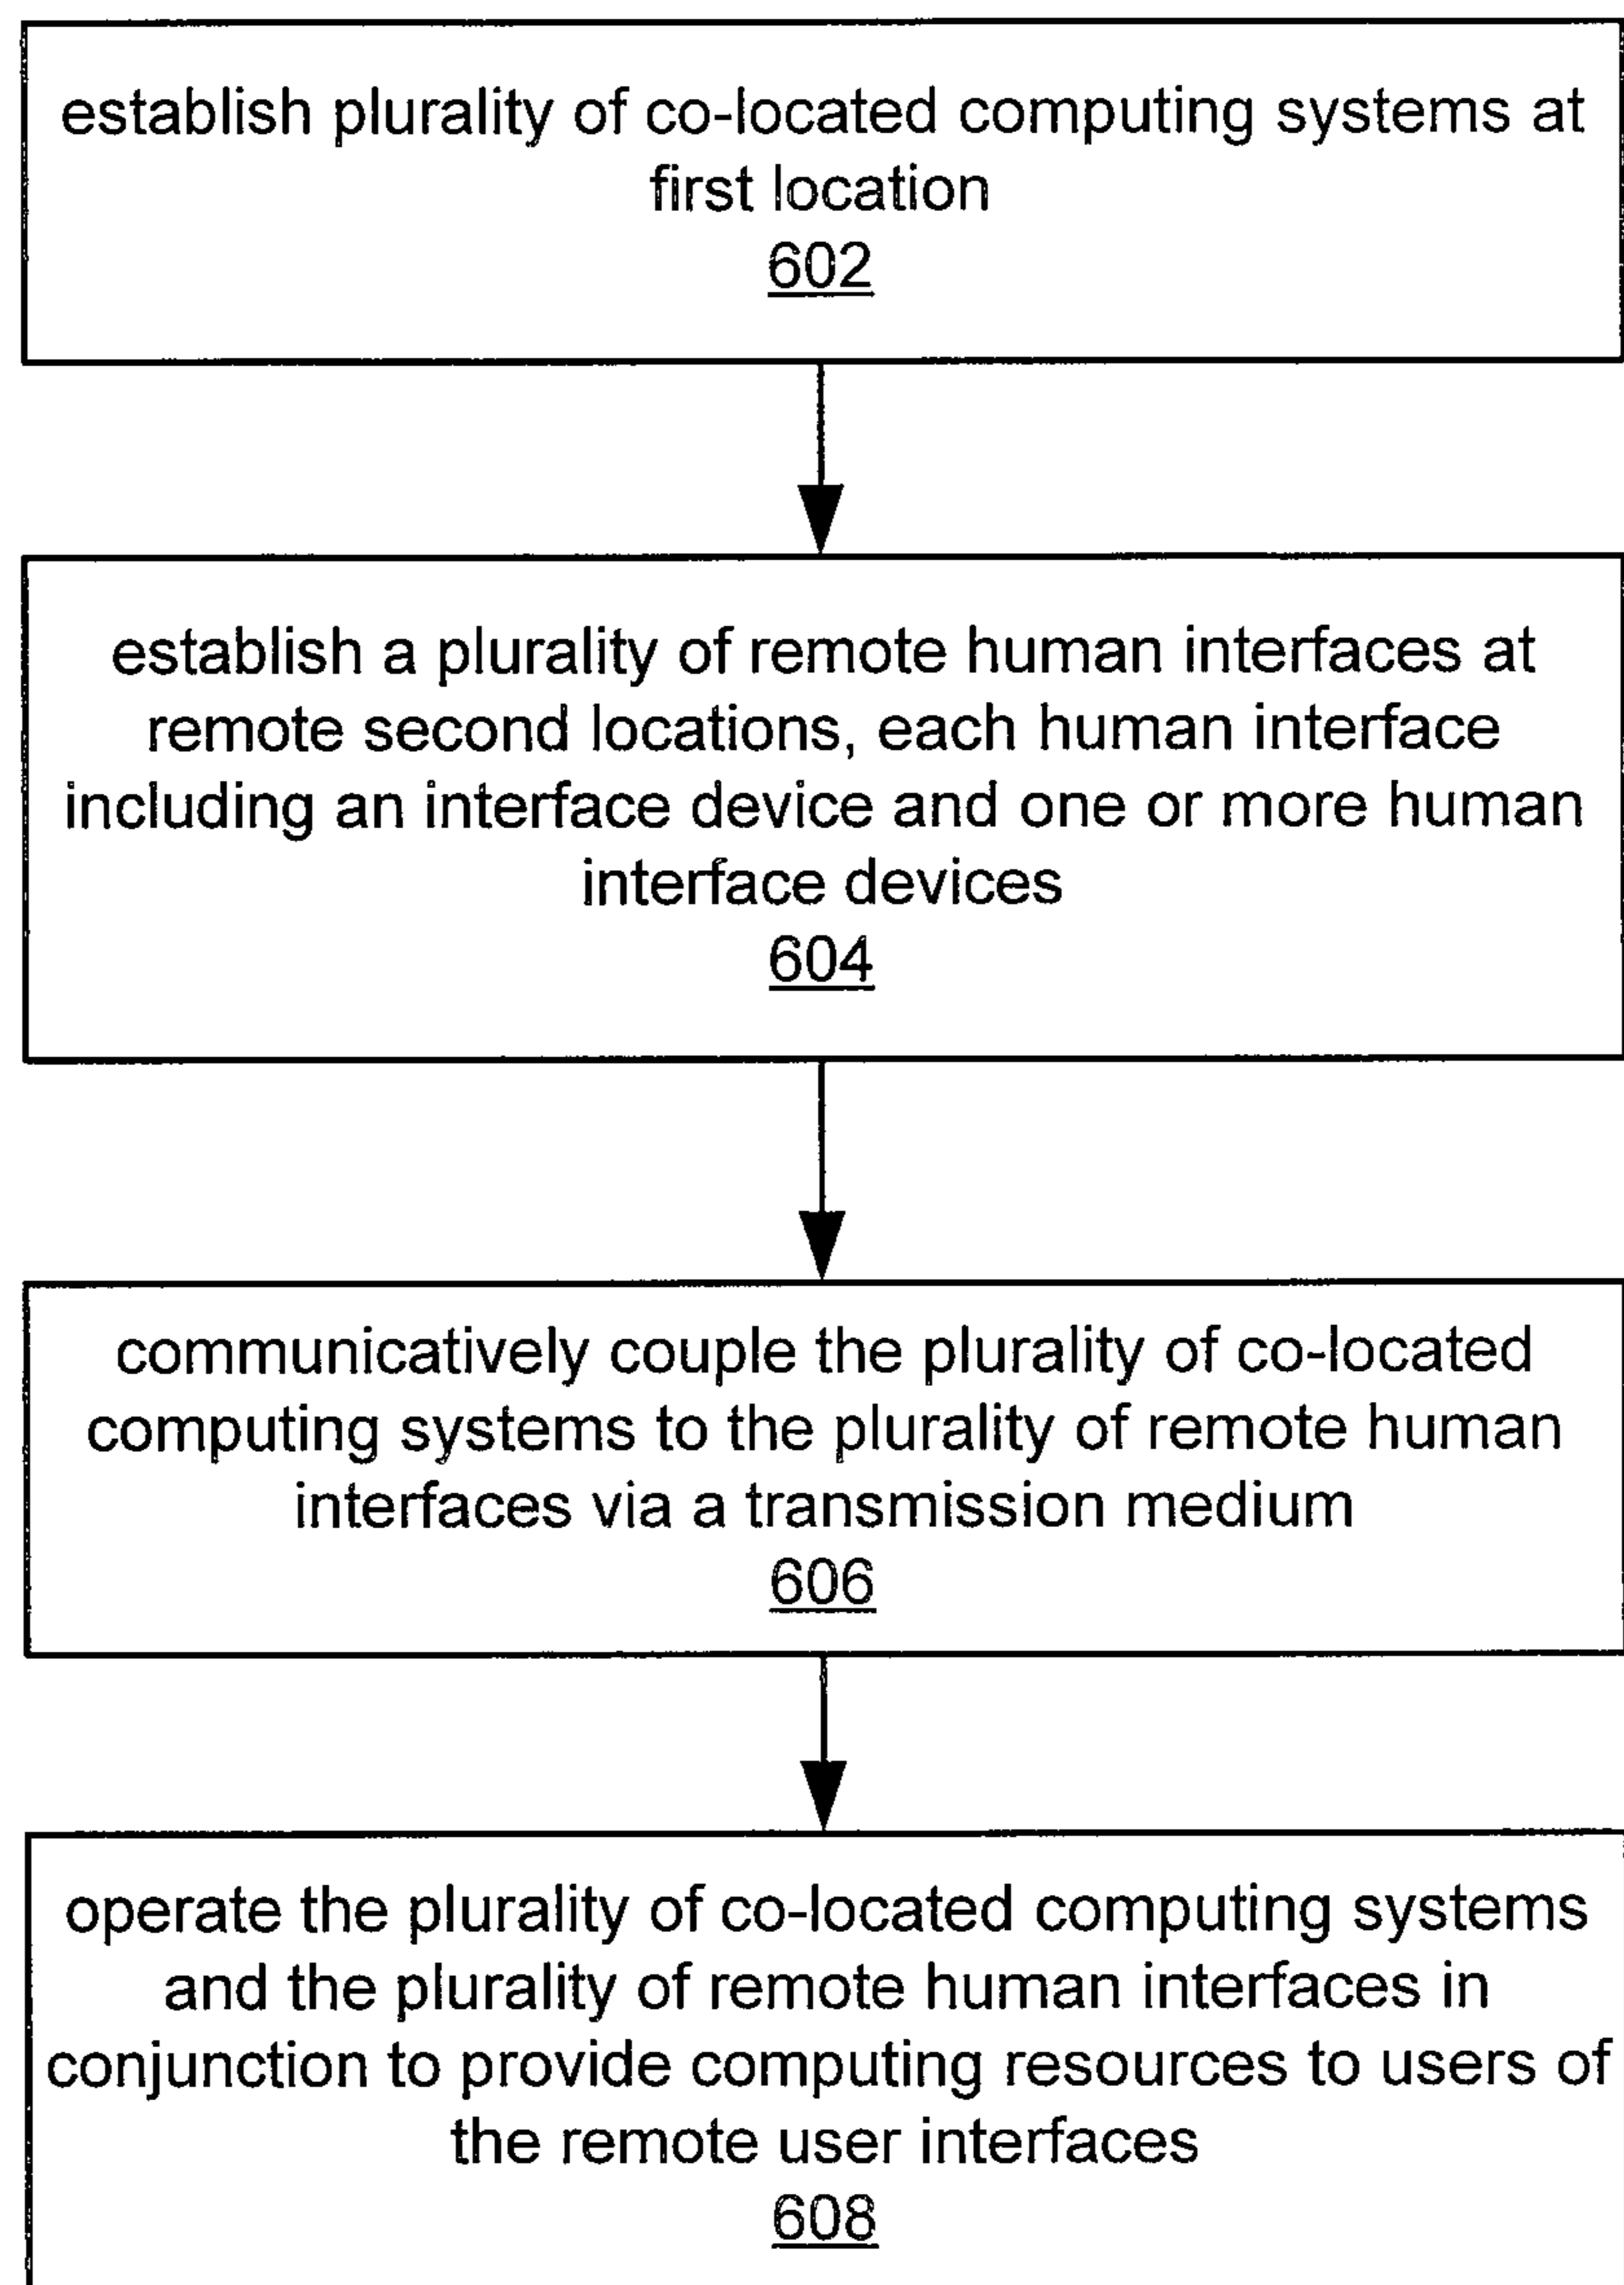 establish plurality of co-located computing systems at
first location
602
establish a plurality of remote human interfaces at
remote second locations, each human interface
including an interface device and one or more human
interface devices
604
communicatively couple the plurality of co-located
computing systems to the plurality of remote human
interfaces via a transmission medium
606
operate the plurality of co-located computing systems
and the plurality of remote human interfaces in
conjunction to provide computing resources to users of
the remote user interfaces
608